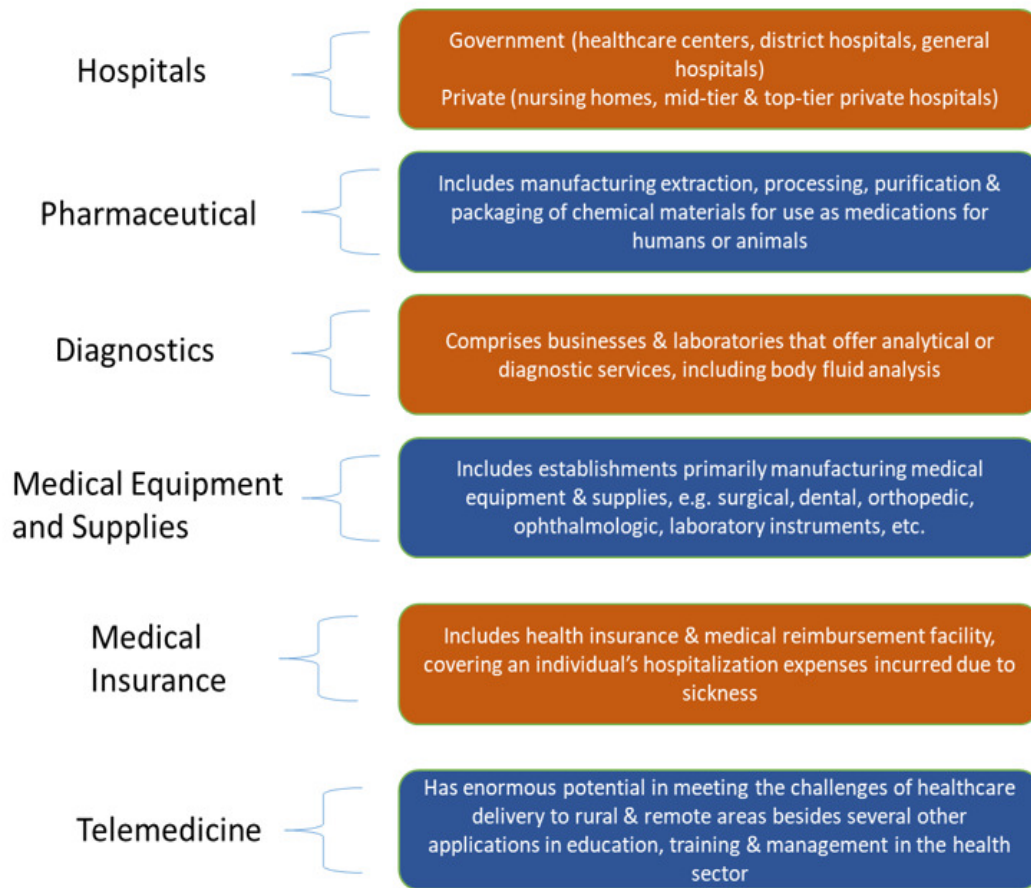 Hospitals
Government (healthcare centers, district hospitals, general
hospitals)
Private (nursing homes, mid-tier & top-tier private hospitals)
Pharmaceutical
Includes manufacturing extraction, processing, purification &
packaging of chemical materials for use as medications for
humans or animals
Diagnostics
Comprises businesses & laboratories that offer analytical or
diagnostic services, including body fluid analysis
Medical Equipment
and Supplies
Includes establishments primarily manufacturing medical
equipment & supplies, e.g. surgical, dental, orthopedic,
ophthalmologic, laboratory instruments, etc.
Medical
Insurance
Includes health insurance & medical reimbursement facility,
covering an individual’s hospitalization expenses incurred due to
sickness
Telemedicine
Has enormous potential in meeting the challenges of healthcare
delivery to rural & remote areas besides several other
applications in education, training & management in the health
sector